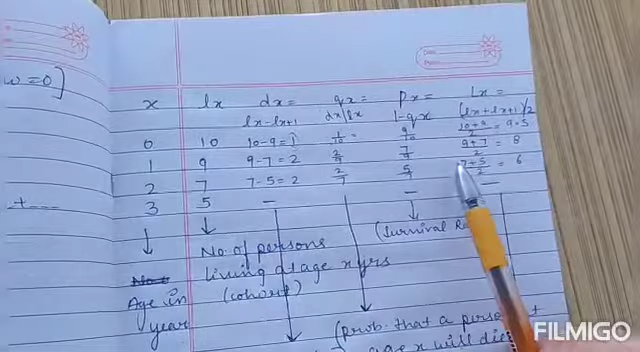 w = 0)]
x lx dx = qx = px = Lx =
lx - lx+1 dx/lx 1-qx (lx + lx+1)/2
0 10 10-9 = 1 1/10 9/10 10+9/2 = 9.5
1 9 9-7 = 2 2/9 7/9 9+7/2 = 8
2 7 7-5 = 2 2/7 5/7 7+5/2 = 6
3 5 - - -
+---
No. of persons
living at age x yrs
(cohort)
Age in
year
(Survival
(prob. that a person
age x will die
FILMIGO